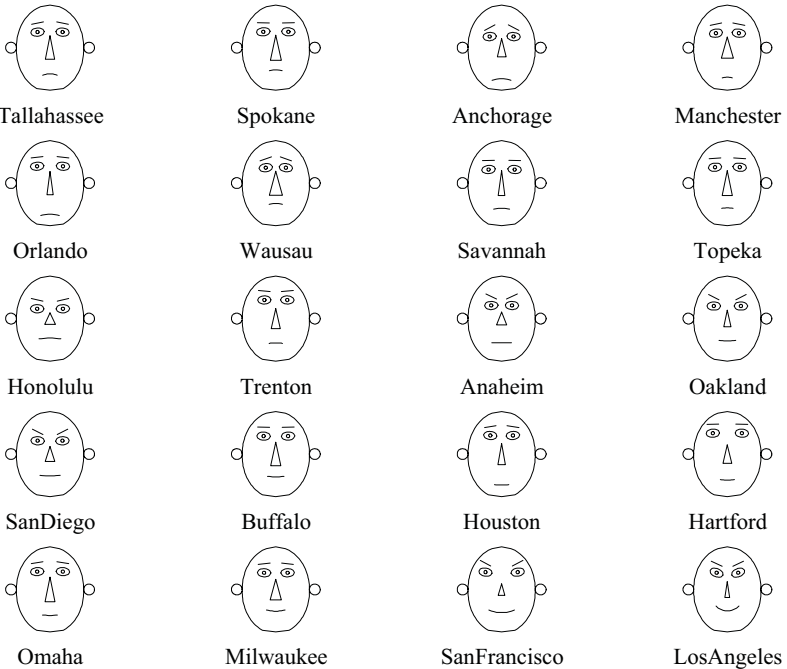 Tallahassee Spokane Anchorage Manchester
Orlando Wausau Savannah Topeka
Honolulu Trenton Anaheim Oakland
SanDiego Buffalo Houston Hartford
Omaha Milwaukee SanFrancisco LosAngeles